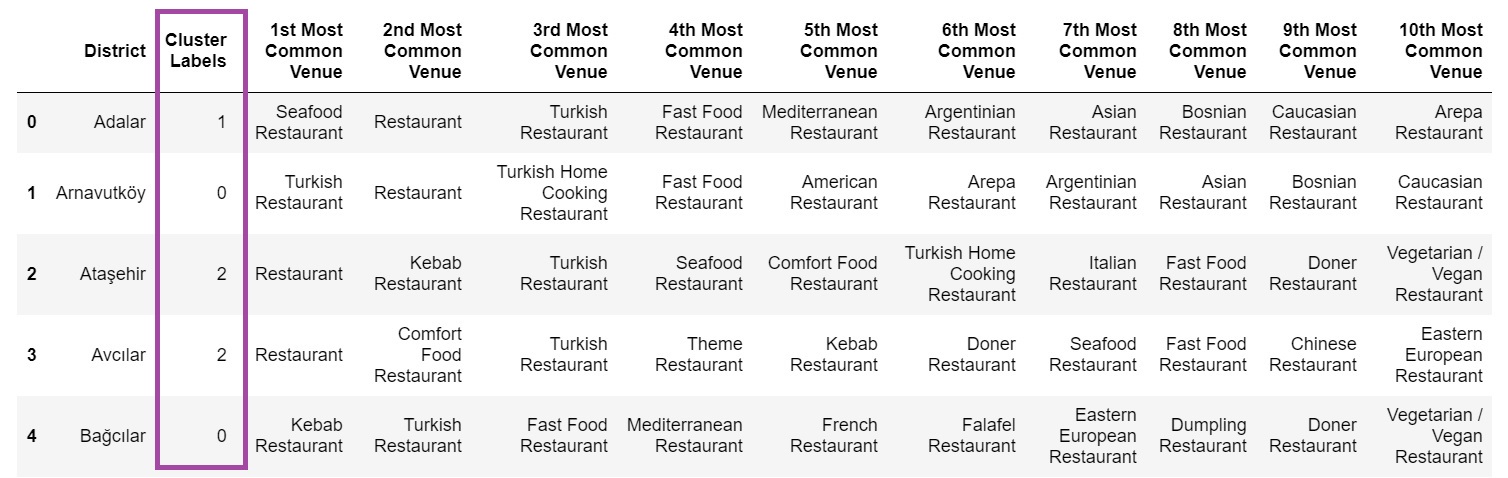 District Cluster Labels 1st Most Common Venue 2nd Most Common Venue 3rd Most Common Venue 4th Most Common Venue 5th Most Common Venue 6th Most Common Venue 7th Most Common Venue 8th Most Common Venue 9th Most Common Venue 10th Most Common Venue
0 Adalar 1 Seafood Restaurant Restaurant Turkish Restaurant Fast Food Restaurant Mediterranean Restaurant Argentinian Restaurant Asian Restaurant Bosnian Restaurant Caucasian Restaurant Arepa Restaurant
1 Arnavutköy 0 Turkish Restaurant Restaurant Turkish Home Cooking Restaurant Fast Food Restaurant American Restaurant Arepa Restaurant Argentinian Restaurant Asian Restaurant Bosnian Restaurant Caucasian Restaurant
2 Ataşehir 2 Restaurant Kebab Restaurant Turkish Restaurant Seafood Restaurant Comfort Food Restaurant Turkish Home Cooking Restaurant Italian Restaurant Fast Food Restaurant Doner Restaurant Vegetarian / Vegan Restaurant
3 Avcılar 2 Restaurant Comfort Food Restaurant Turkish Restaurant Theme Restaurant Kebab Restaurant Doner Restaurant Seafood Restaurant Fast Food Restaurant Chinese Restaurant Eastern European Restaurant
4 Bağcılar 0 Kebab Restaurant Turkish Restaurant Fast Food Restaurant Mediterranean Restaurant French Restaurant Falafel Restaurant Eastern European Restaurant Dumpling Restaurant Doner Restaurant Vegetarian / Vegan Restaurant